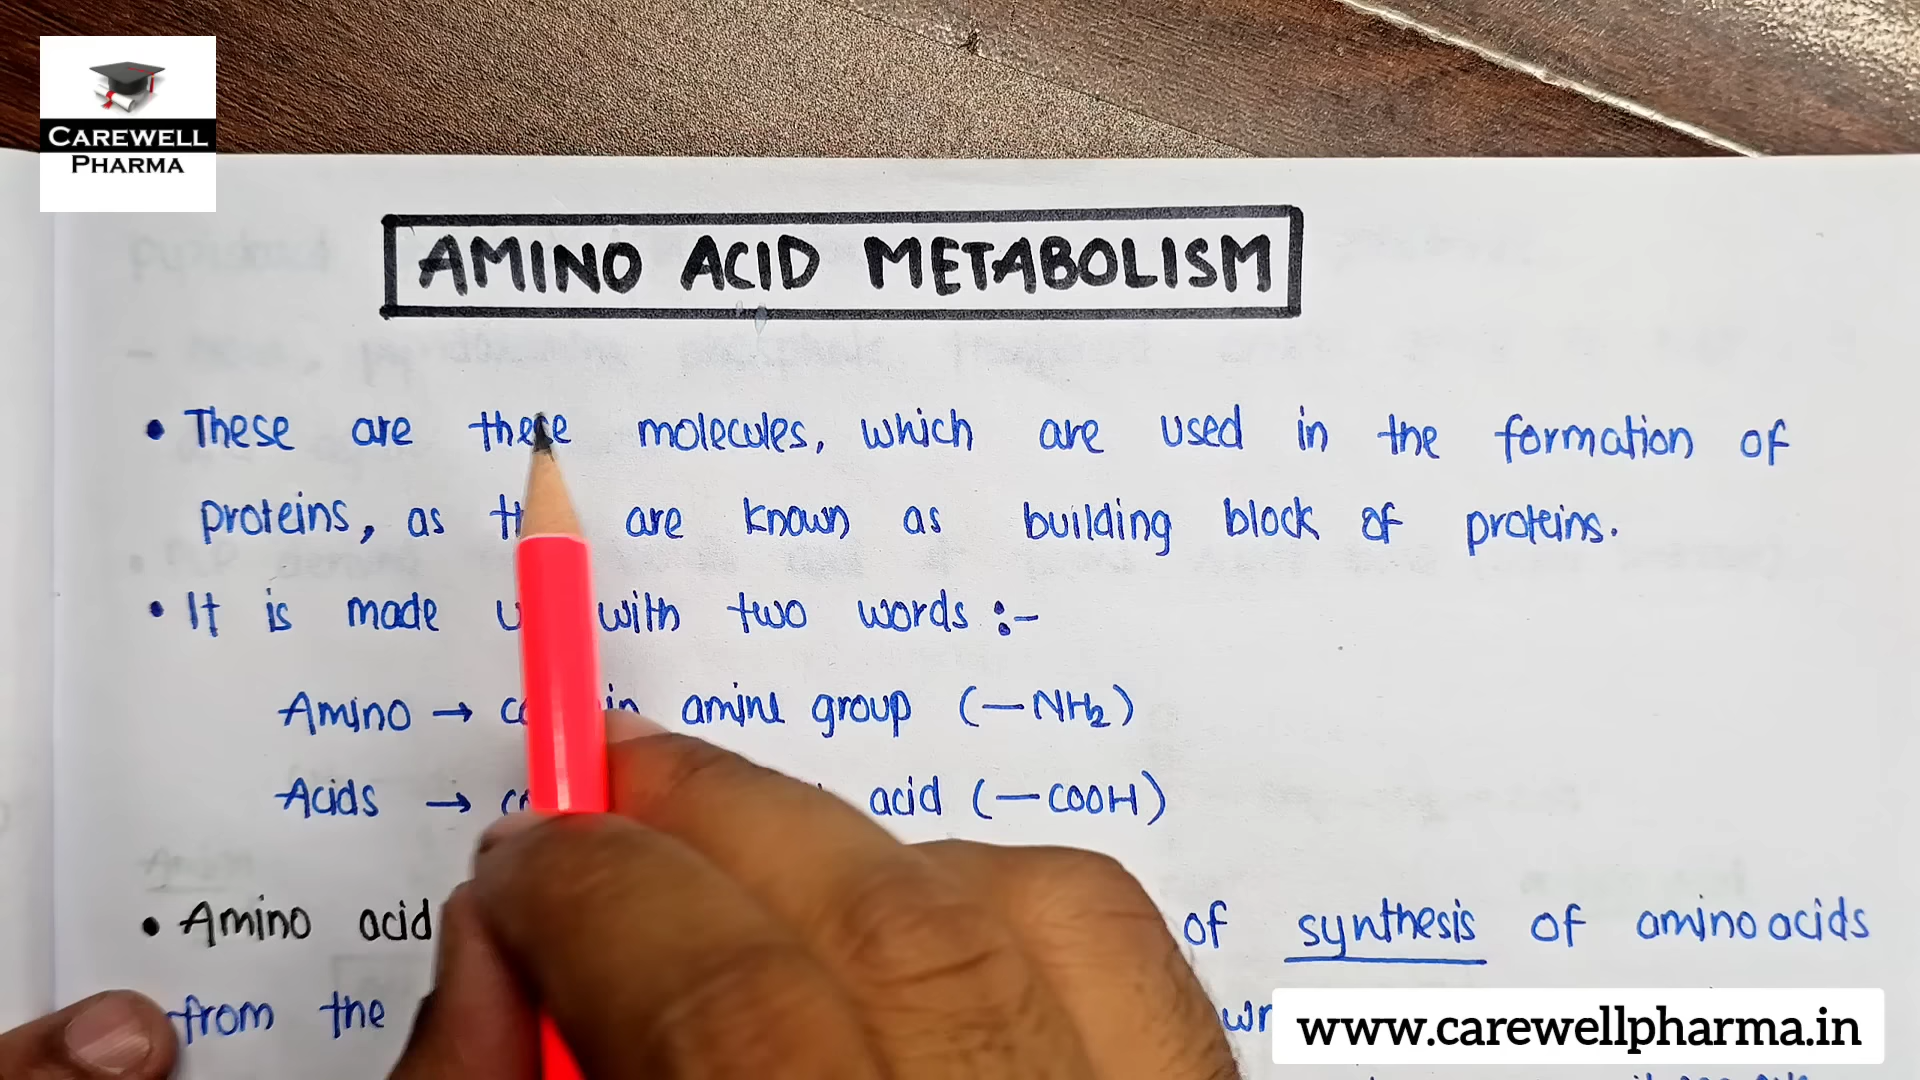 CAREWELL
PHARMA
AMINO ACID METABOLISM
• These are these molecules, which are used in the formation of
proteins, as are known as building block of proteins.
• It is made with two words :-
Amino → amine group (—NH2)
Acids → acid (—COOH)
• Amino acid of synthesis of amino acids
from the
www.carewellpharma.in